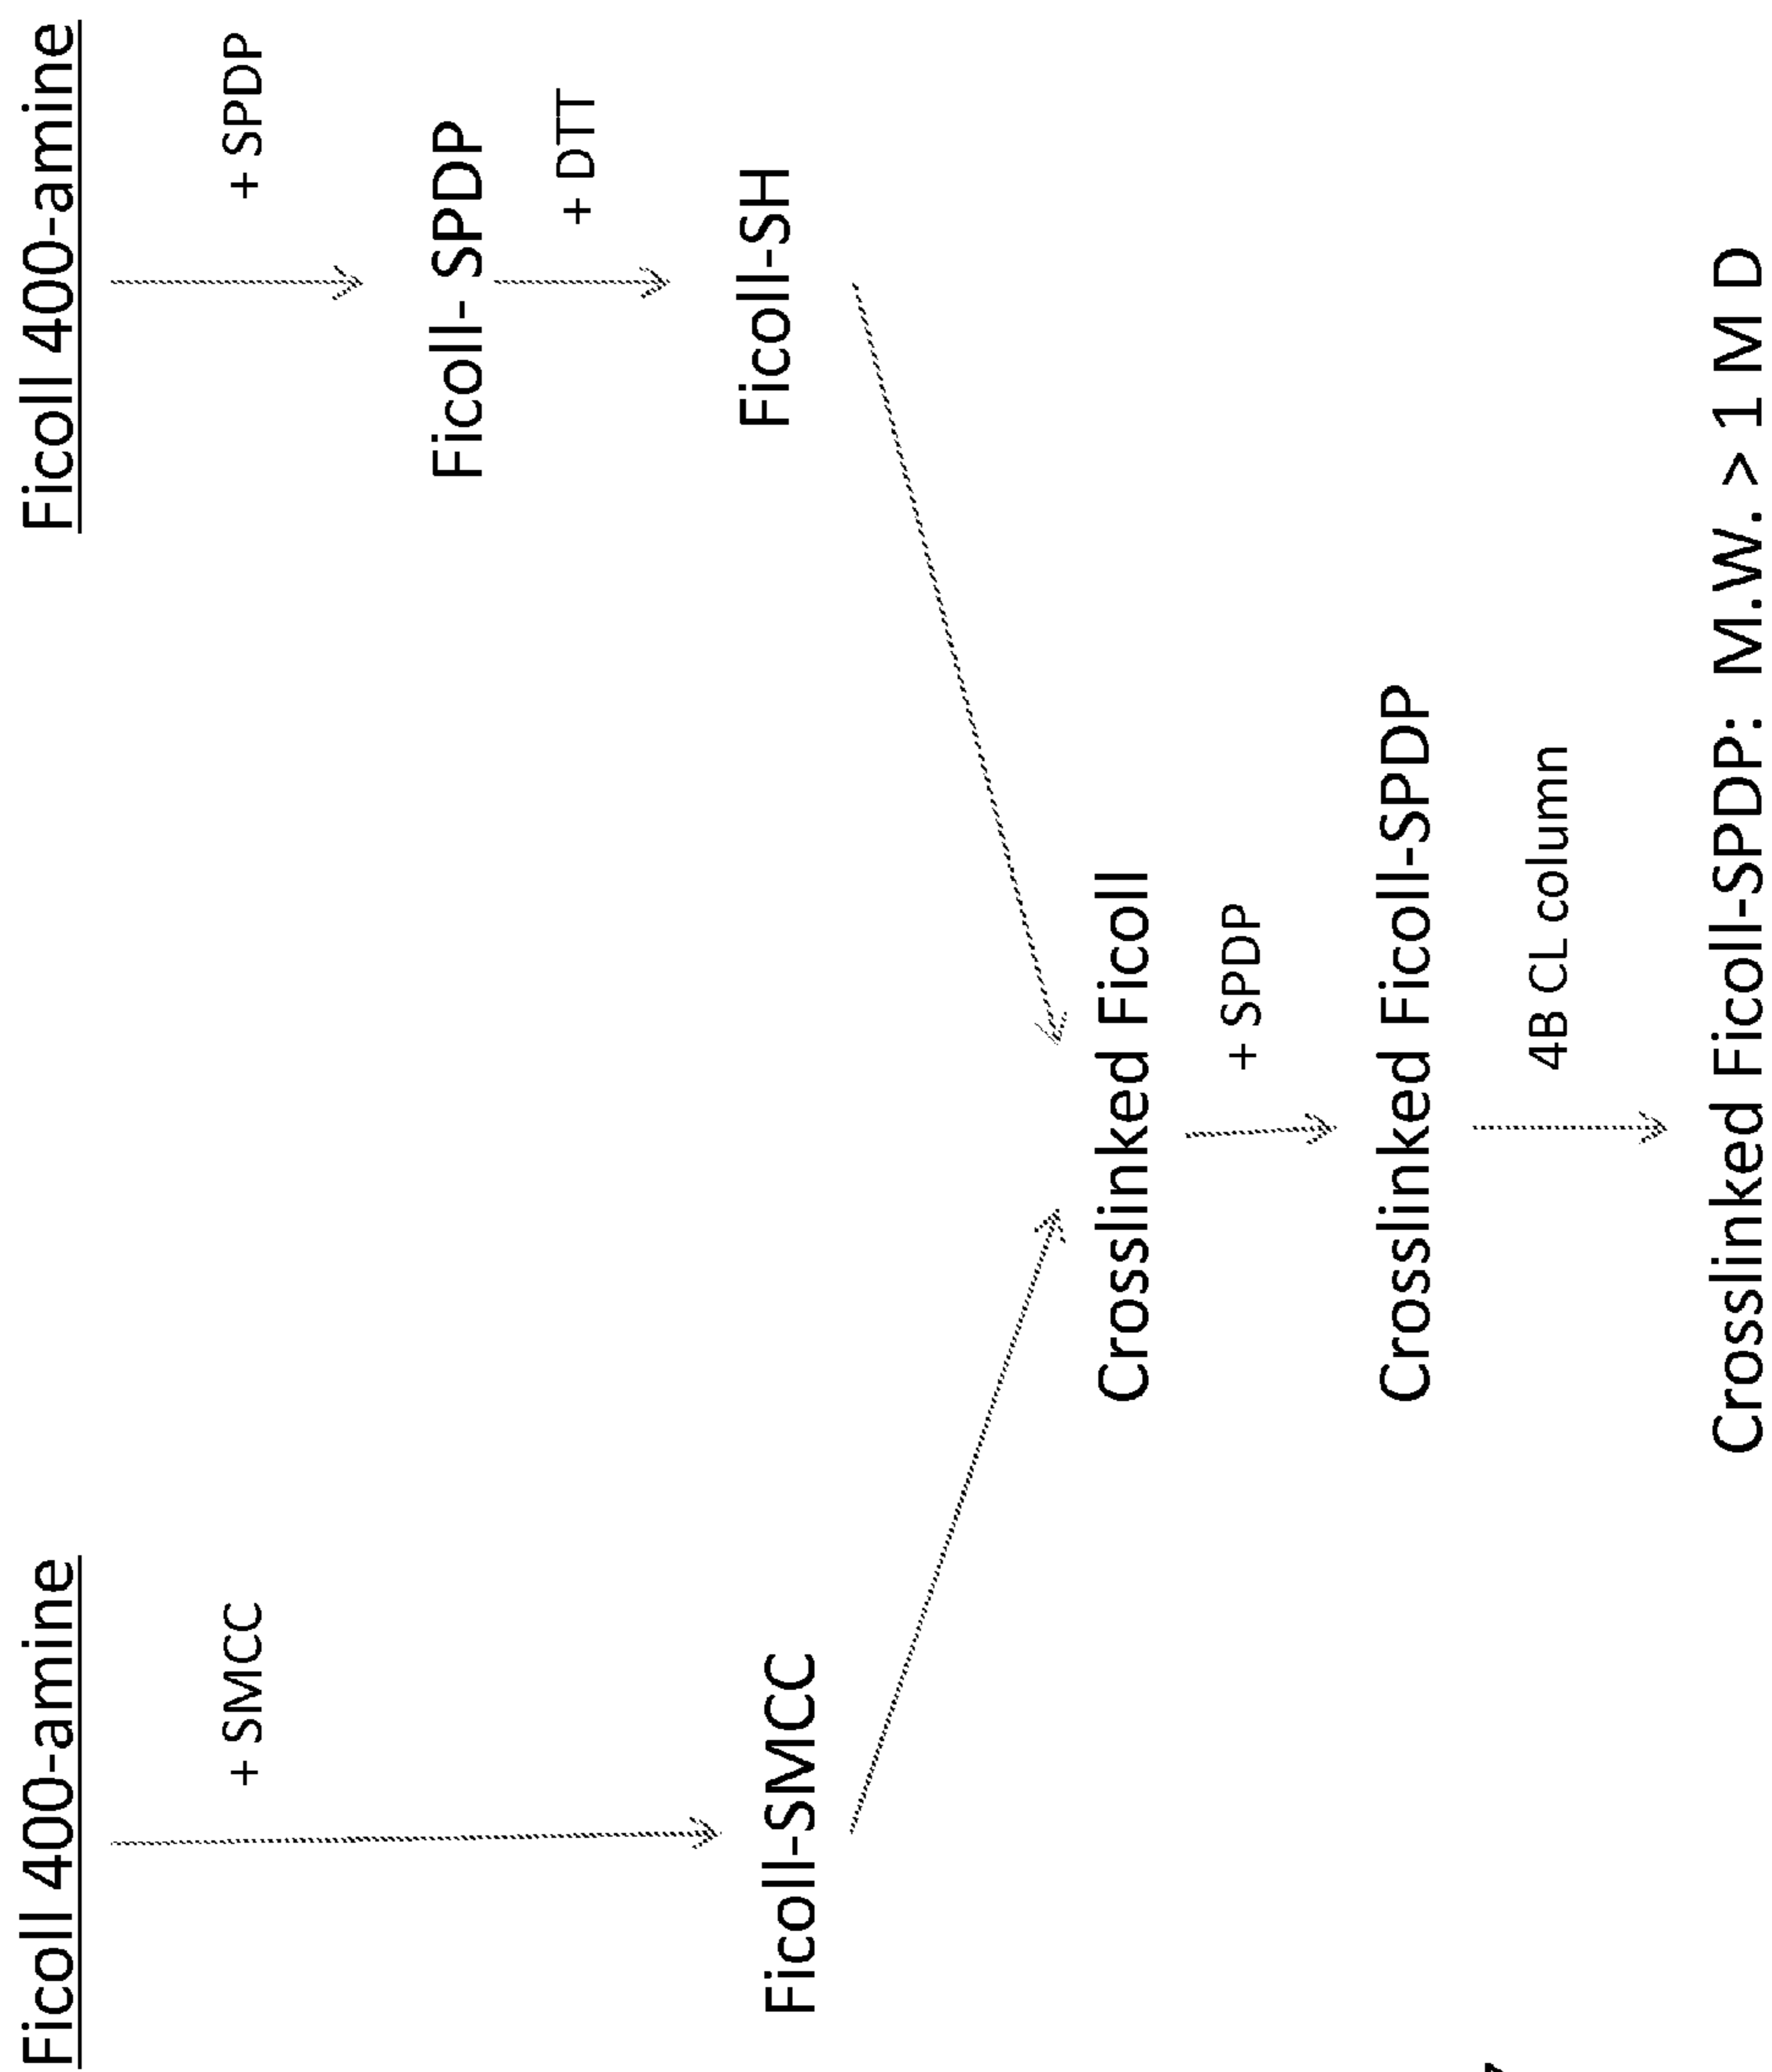 Ficoll 400-amine
Ficoll 400-amine
+ SMCC
+ SPDP
Ficoll- SPDP
+ DTT
Ficoll-SMCC
Ficoll-SH
Crosslinked Ficoll
+ SPDP
Crosslinked Ficoll-SPDP
4B CL column
Crosslinked Ficoll-SPDP: M.W. > 1 M D